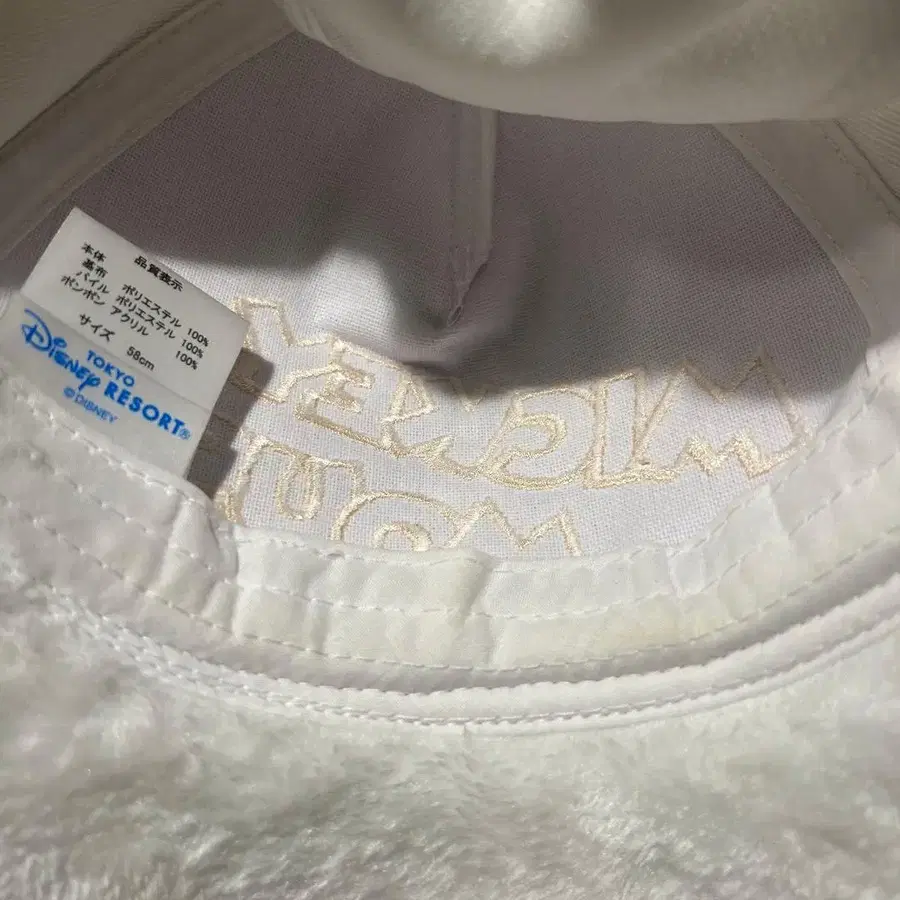 品質表示
本体
基布 ポリエステル 100%
パイル ポリエステル 100%
ポンポン アクリル 100%
サイズ 58cm
TOKYO
Disney RESORT®
©DISNEY
MICKEY